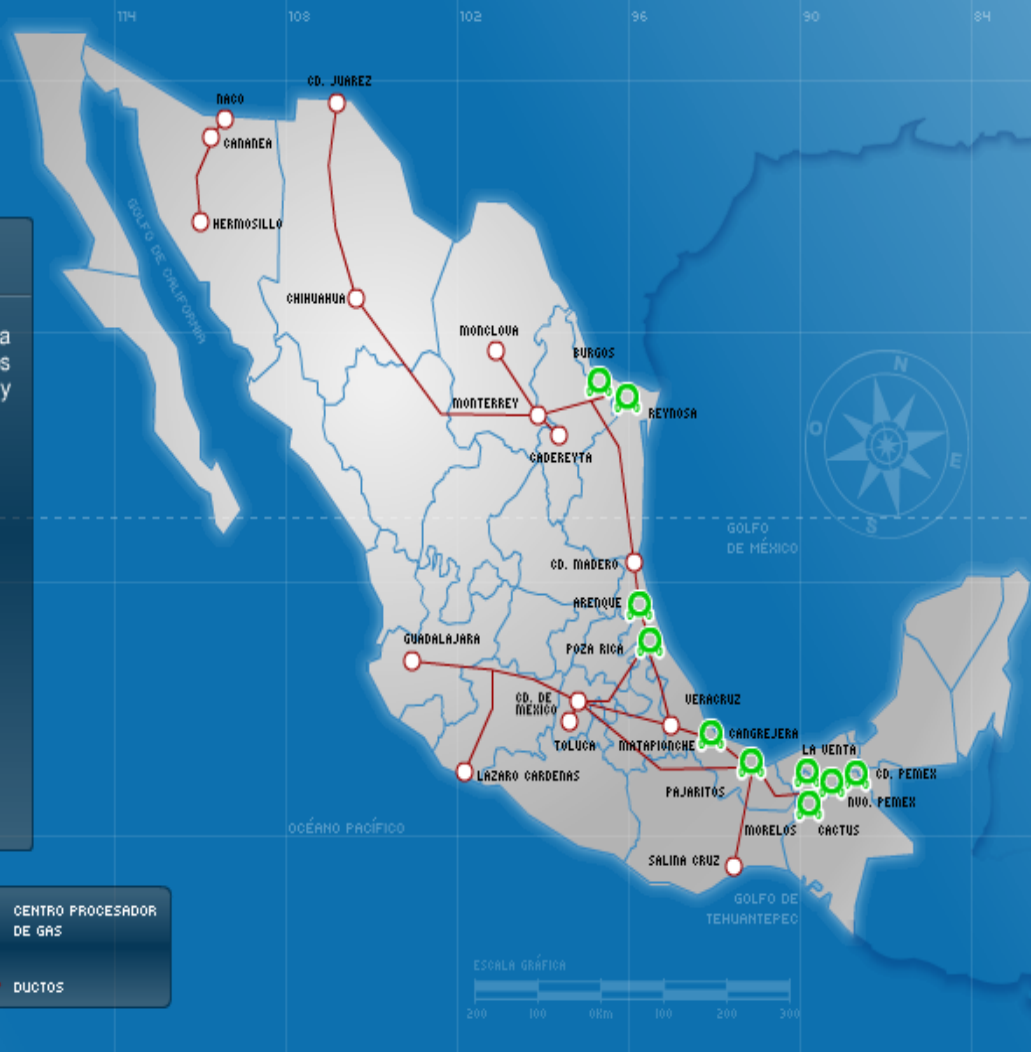 114 108 102 96 90 84
CD. JUAREZ
NACO
CANANEA
HERMOSILLO
GOLFO DE CALIFORNIA
CHIHUAHUA
MONCLOVA
BURGOS
MONTERREY
REYNOSA
CADEREYTA
N
O
E
S
a
s
y
GOLFO
DE MÉXICO
CD. MADERO
ARENQUE
GUADALAJARA
POZA RICA
CD. DE
MEXICO
VERACRUZ
TOLUCA
MATAPIONCHE
CANGREJERA
LA VENTA
LAZARO CARDENAS
CD. PEMEX
PAJARITOS
NVO. PEMEX
OCÉANO PACÍFICO
MORELOS
CACTUS
SALINA CRUZ
GOLFO DE
TEHUANTEPEC
CENTRO PROCESADOR
DE GAS
DUCTOS
ESCALA GRÁFICA
200 100 0Km 100 200 300